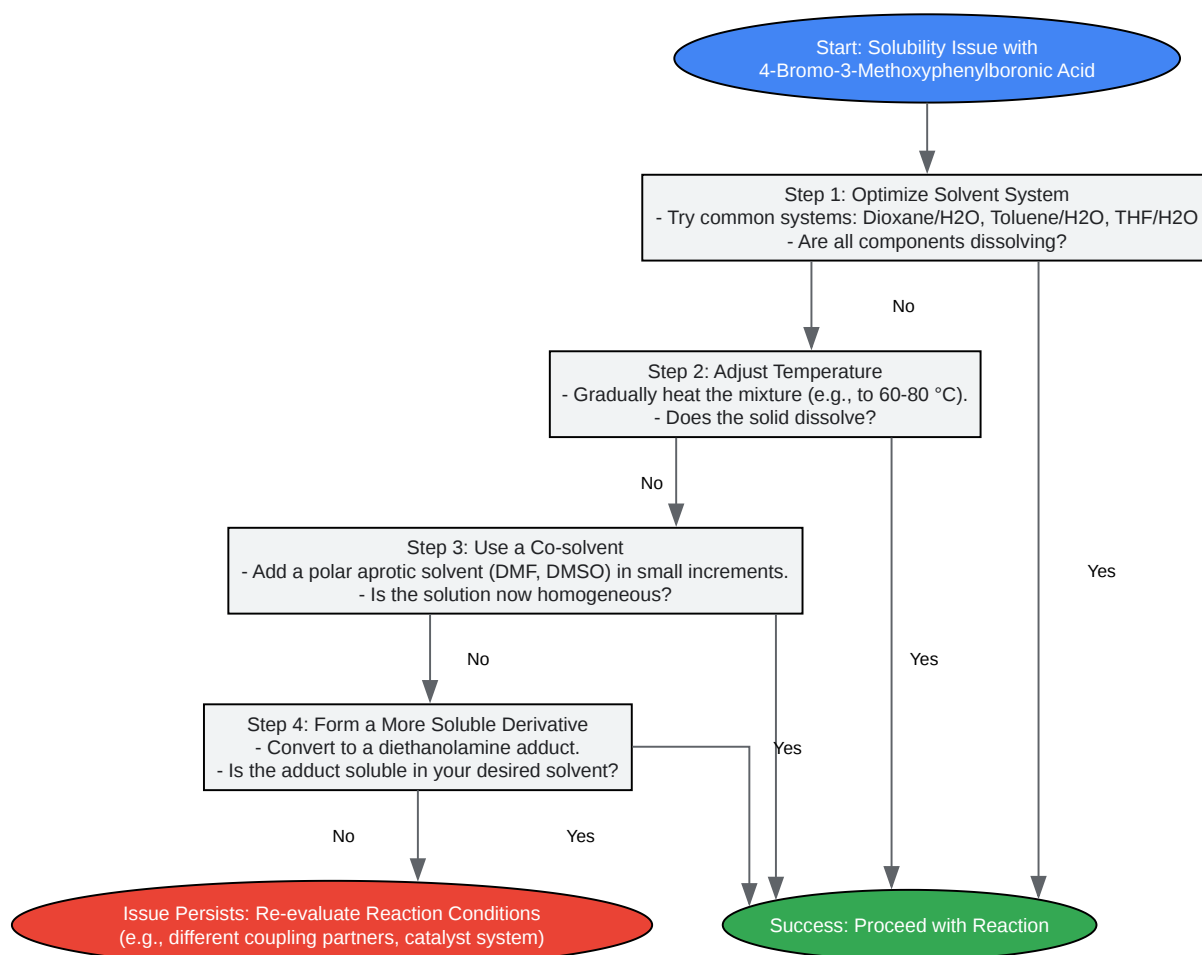 Start: Solubility Issue with
4-Bromo-3-Methoxyphenylboronic Acid
Step 1: Optimize Solvent System
- Try common systems: Dioxane/H2O, Toluene/H2O, THF/H2O
- Are all components dissolving?
No
Step 2: Adjust Temperature
- Gradually heat the mixture (e.g., to 60-80 °C).
- Does the solid dissolve?
No
Step 3: Use a Co-solvent
- Add a polar aprotic solvent (DMF, DMSO) in small increments.
- Is the solution now homogeneous?
Yes
No
Yes
Step 4: Form a More Soluble Derivative
- Convert to a diethanolamine adduct.
- Is the adduct soluble in your desired solvent?
Yes
No
Yes
Issue Persists: Re-evaluate Reaction Conditions
(e.g., different coupling partners, catalyst system)
Success: Proceed with Reaction